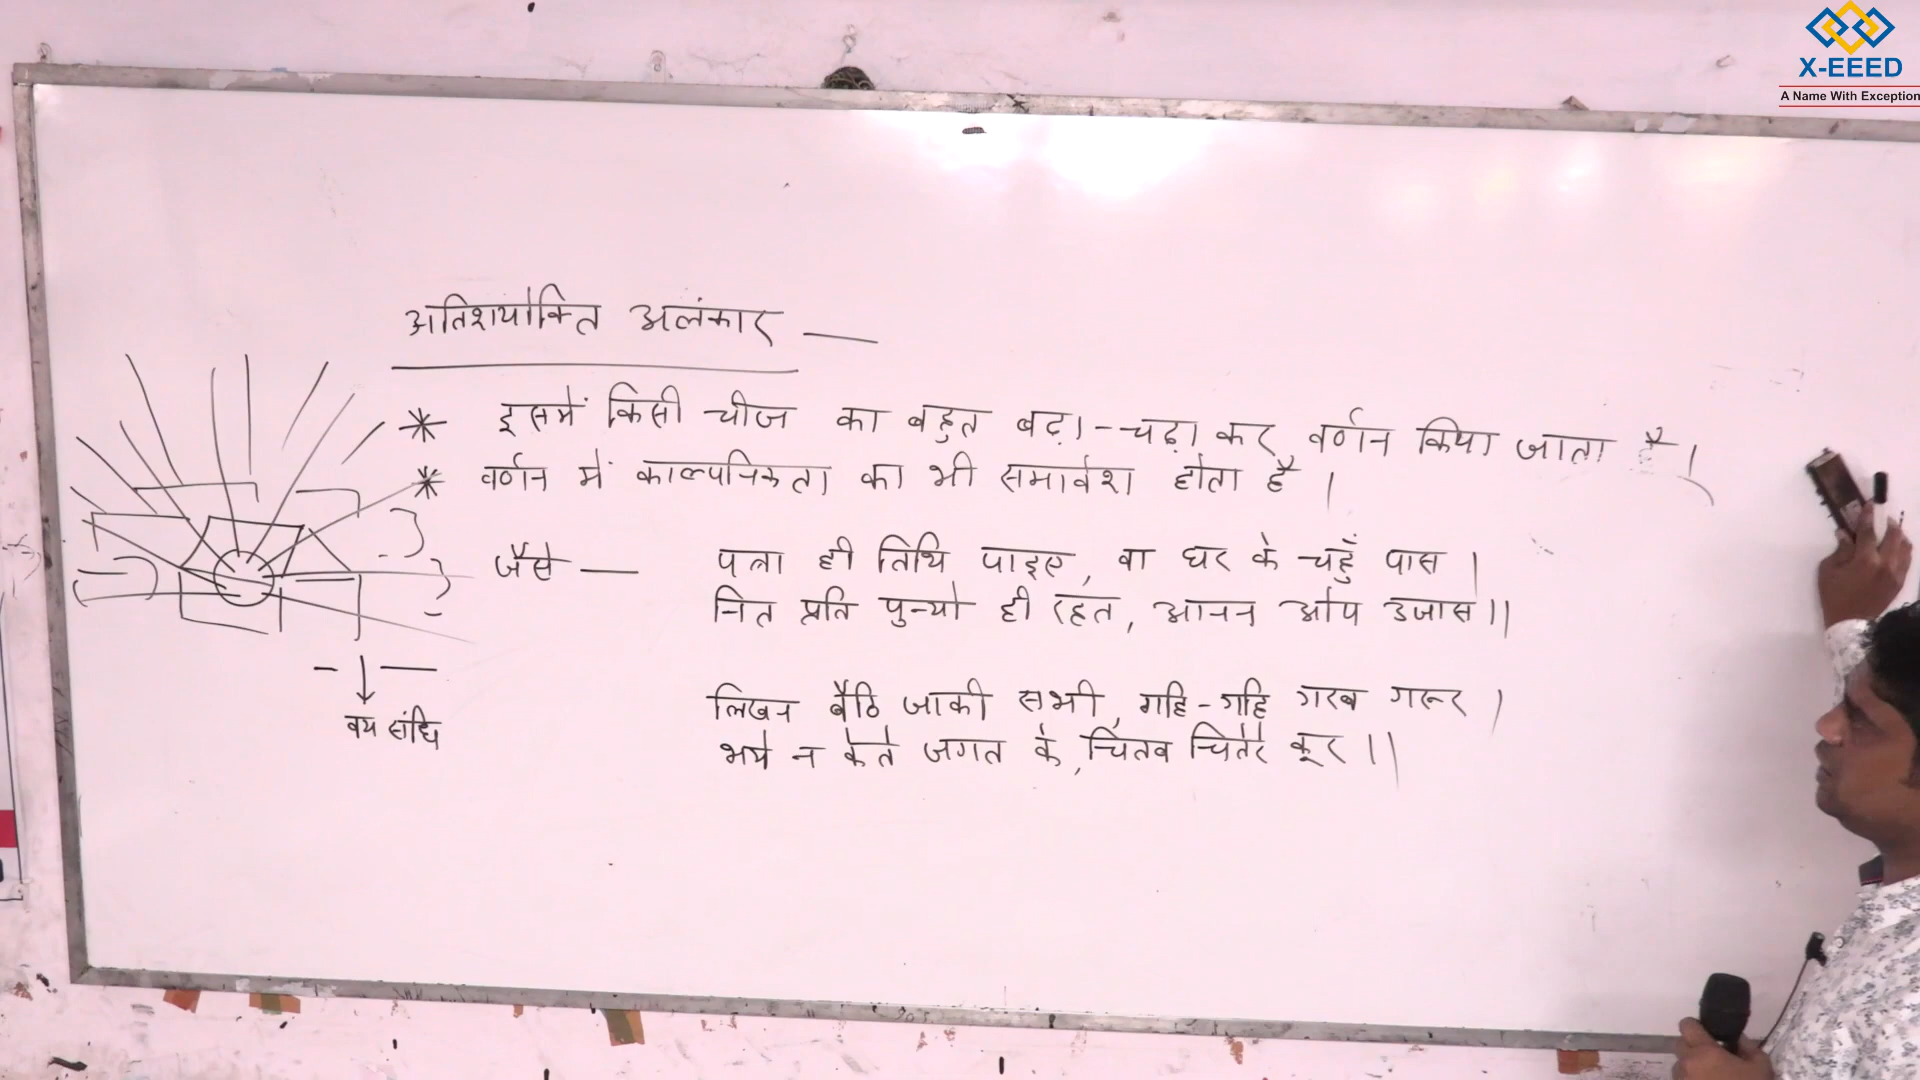 X-EEED
A Name With Exception
अतिशयोक्ति अलंकार —
* इसमें किसी चीज का बहुत बढ़ा-चढ़ा कर वर्णन किया जाता है।
* वर्णन में काल्पनिकता का भी समावेश होता है।
जैसे — पत्रा ही तिथि पाइए, वा घर के चहुँ पास।
नित प्रति पुन्यो ही रहत, आनन ओप उजास॥
लिखन बैठि जाकी सभी, गहि-गहि गरब गरूर।
भये न केते जगत के, चितव चितेरे कूर॥
वय संधि